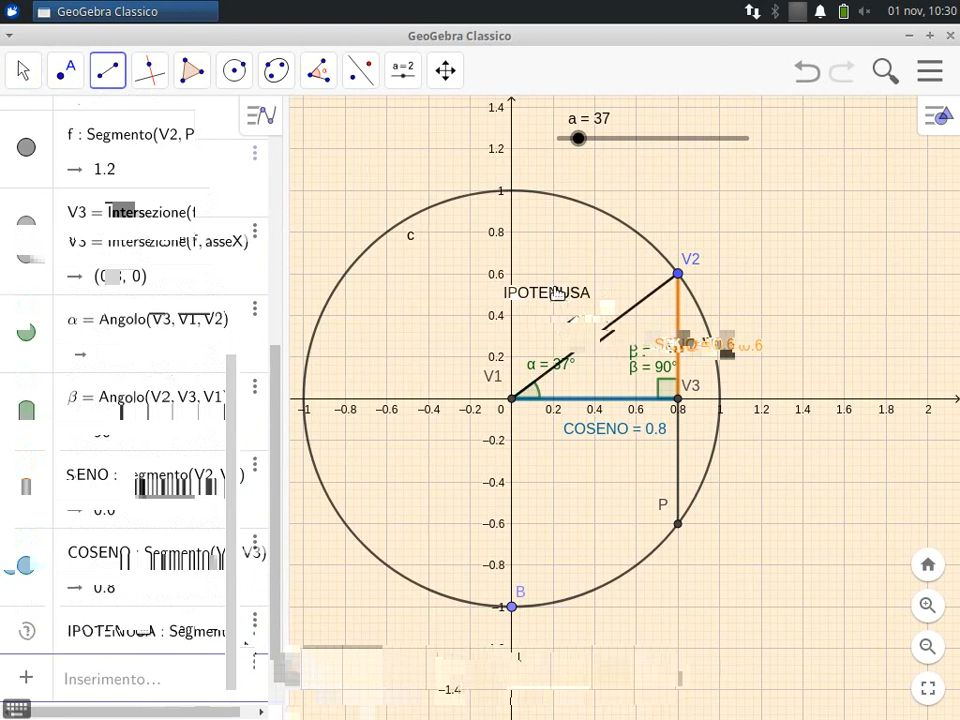 GeoGebra Classico
01 nov, 10:30
GeoGebra Classico
A
a=2
f : Segmento(V2, P
→ 1.2
V3 = Intersezione(f
V3 = Intersezione(f, asseX)
, 0)
α = Angolo(V3, V1, V2)
→
β = Angolo(V2, V3, V1)
90
SENO :
→ 0.6
COSENO : Segmento(V
V3)
→ 0.8
: Segment
Inserimento…
a = 37
c
IPOTENUSA
V2
α = 37°
β =
β = 90°
V1
V3
COSENO = 0.8
P
B
1.4
1.2
1
0.8
0.6
0.4
0.2
−1 −0.8 −0.6 −0.4 −0.2 0 0.2 0.4 0.6 0.8 1 1.2 1.4 1.6 1.8 2
−0.2
−0.4
−0.6
−0.8
−1
−1.4